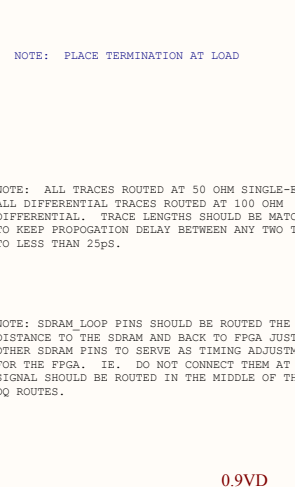 NOTE: PLACE TERMINATION AT LOAD
NOTE: ALL TRACES ROUTED AT 50 OHM SINGLE-E
ALL DIFFERENTIAL TRACES ROUTED AT 100 OHM
DIFFERENTIAL. TRACE LENGTHS SHOULD BE MATC
TO KEEP PROPOGATION DELAY BETWEEN ANY TWO T
TO LESS THAN 25pS.
NOTE: SDRAM_LOOP PINS SHOULD BE ROUTED THE
DISTANCE TO THE SDRAM AND BACK TO FPGA JUST
OTHER SDRAM PINS TO SERVE AS TIMING ADJUSTM
FOR THE FPGA. IE. DO NOT CONNECT THEM AT
SIGNAL SHOULD BE ROUTED IN THE MIDDLE OF TH
DQ ROUTES.
0.9VD